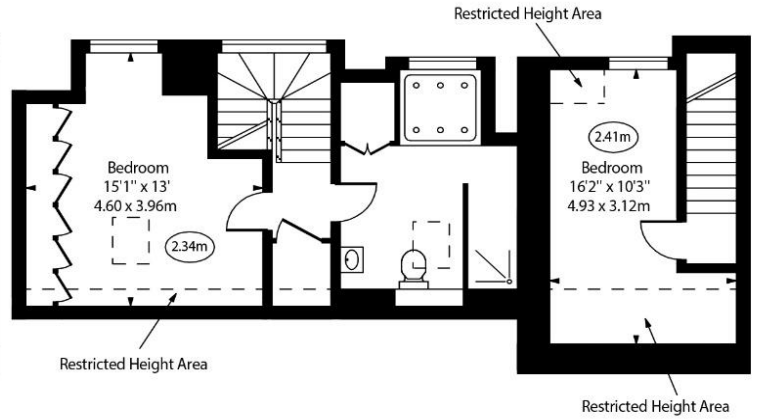 Restricted Height Area
Bedroom
15'1" x 13'
4.60 x 3.96m
2.34m
2.41m
Bedroom
16'2" x 10'3"
4.93 x 3.12m
Restricted Height Area
Restricted Height Area